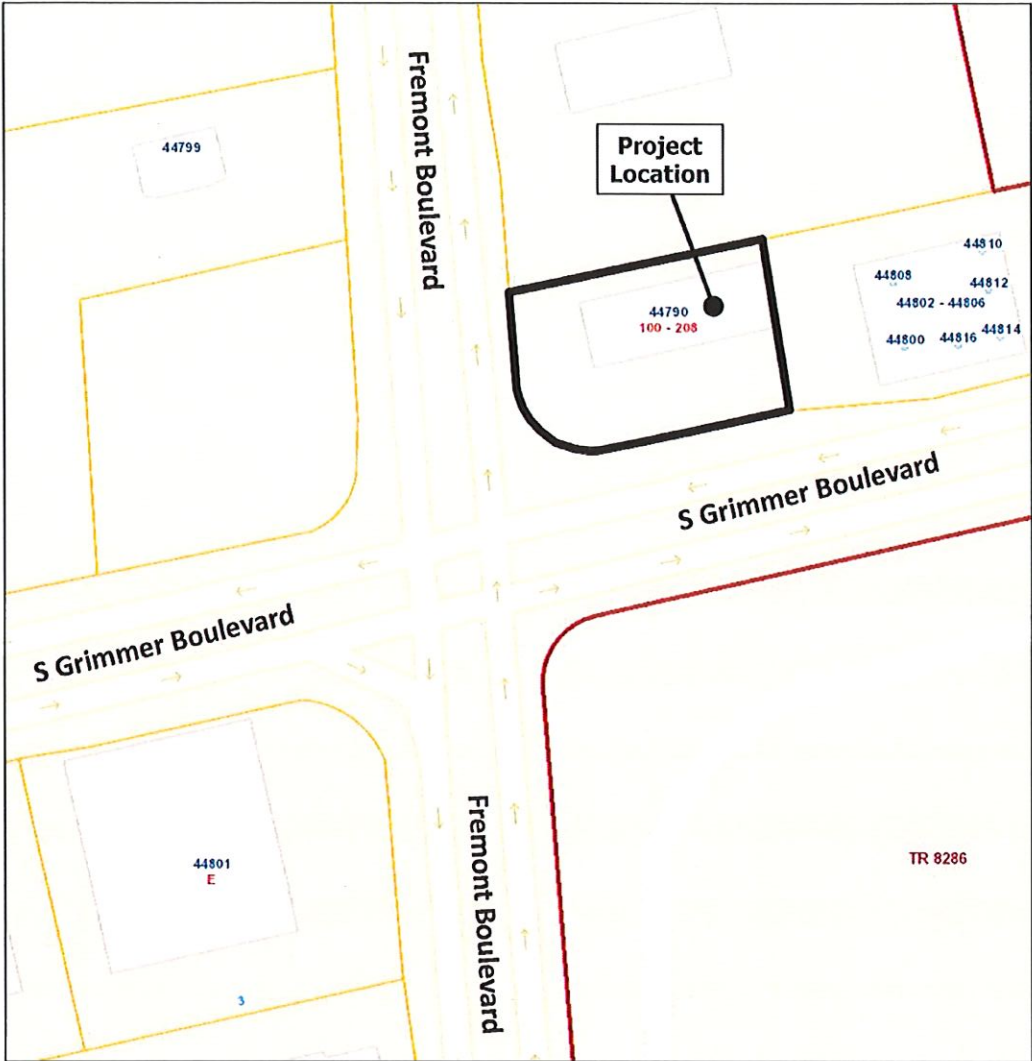 Fremont Boulevard
44799
Project
Location
44810
44808
44812
44802 - 44806
44790
100 - 208
44800
44816
44814
S Grimmer Boulevard
S Grimmer Boulevard
Fremont Boulevard
44801
E
TR 8286
3